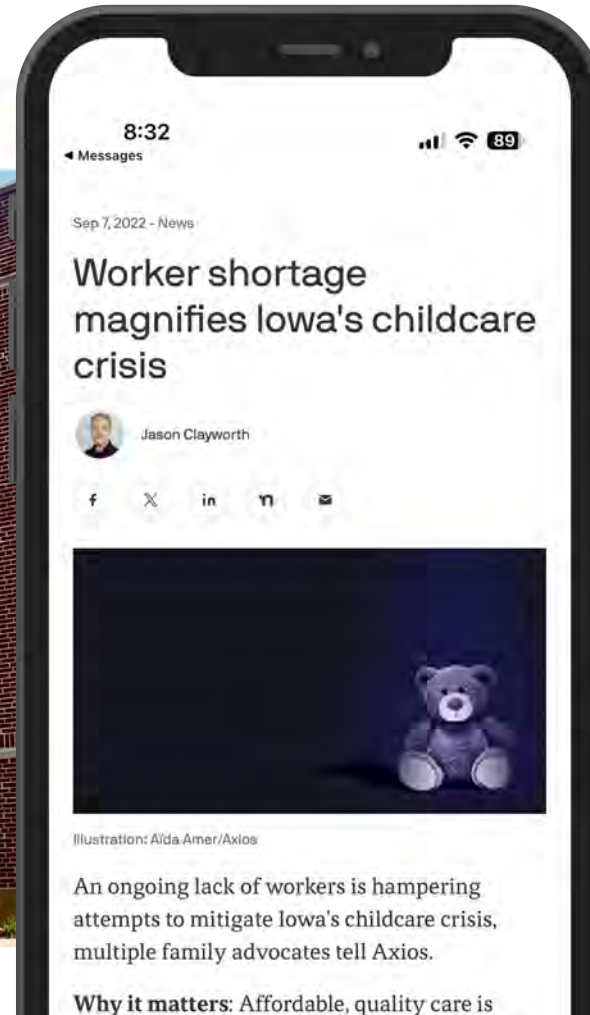 8:32
◀ Messages
89
Sep 7, 2022 - News
Worker shortage
magnifies Iowa's childcare
crisis
Jason Clayworth
f X in
Illustration: Aïda Amer/Axios
An ongoing lack of workers is hampering
attempts to mitigate Iowa's childcare crisis,
multiple family advocates tell Axios.
Why it matters: Affordable, quality care is